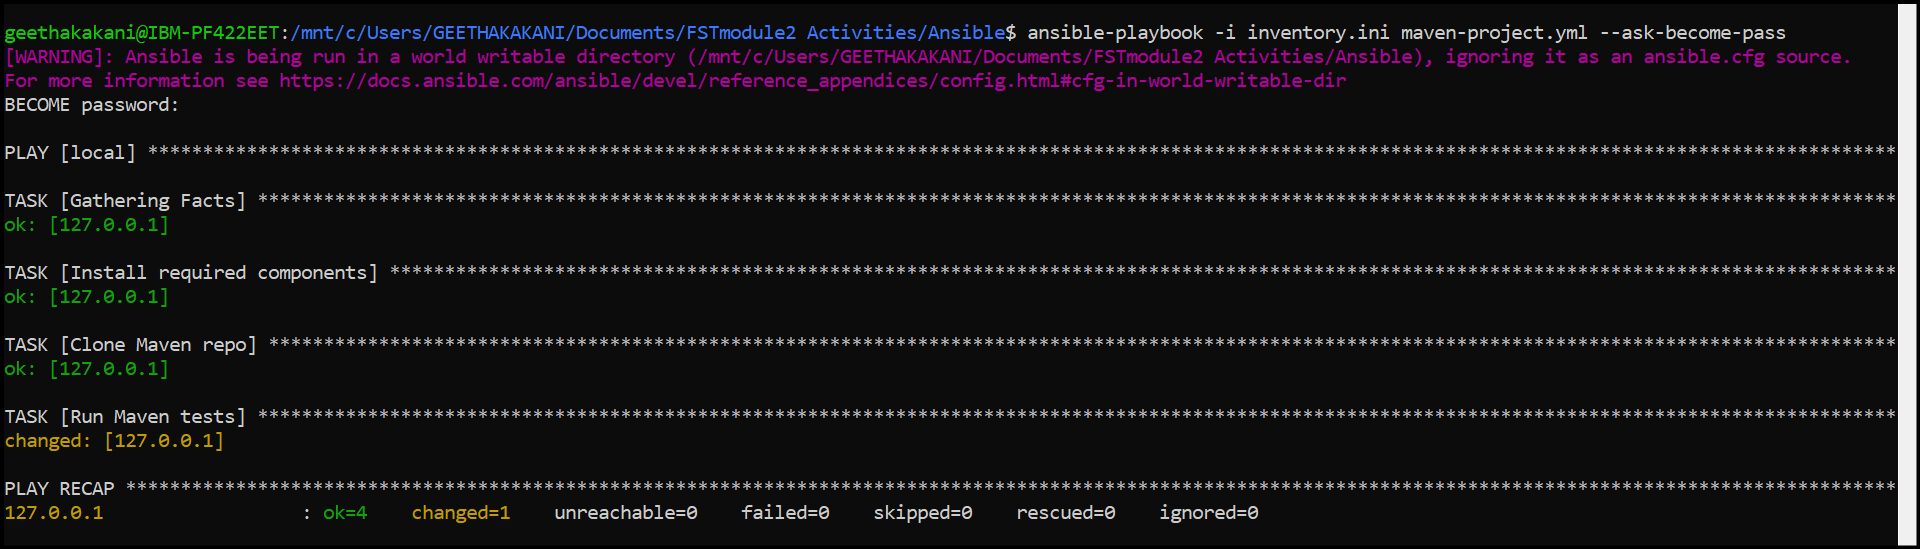 geethakakani@IBM-PF422EET:/mnt/c/Users/GEETHAKAKANI/Documents/FSTmodule2 Activities/Ansible$ ansible-playbook -i inventory.ini maven-project.yml --ask-become-pass
[WARNING]: Ansible is being run in a world writable directory (/mnt/c/Users/GEETHAKAKANI/Documents/FSTmodule2 Activities/Ansible), ignoring it as an ansible.cfg source.
For more information see https://docs.ansible.com/ansible/devel/reference_appendices/config.html#cfg-in-world-writable-dir
BECOME password:
PLAY [local] ***************************************************************************************************************************************************************
TASK [Gathering Facts] *****************************************************************************************************************************************************
ok: [127.0.0.1]
TASK [Install required components] *****************************************************************************************************************************************
ok: [127.0.0.1]
TASK [Clone Maven repo] ****************************************************************************************************************************************************
ok: [127.0.0.1]
TASK [Run Maven tests] *****************************************************************************************************************************************************
changed: [127.0.0.1]
PLAY RECAP *****************************************************************************************************************************************************************
127.0.0.1 : ok=4 changed=1 unreachable=0 failed=0 skipped=0 rescued=0 ignored=0